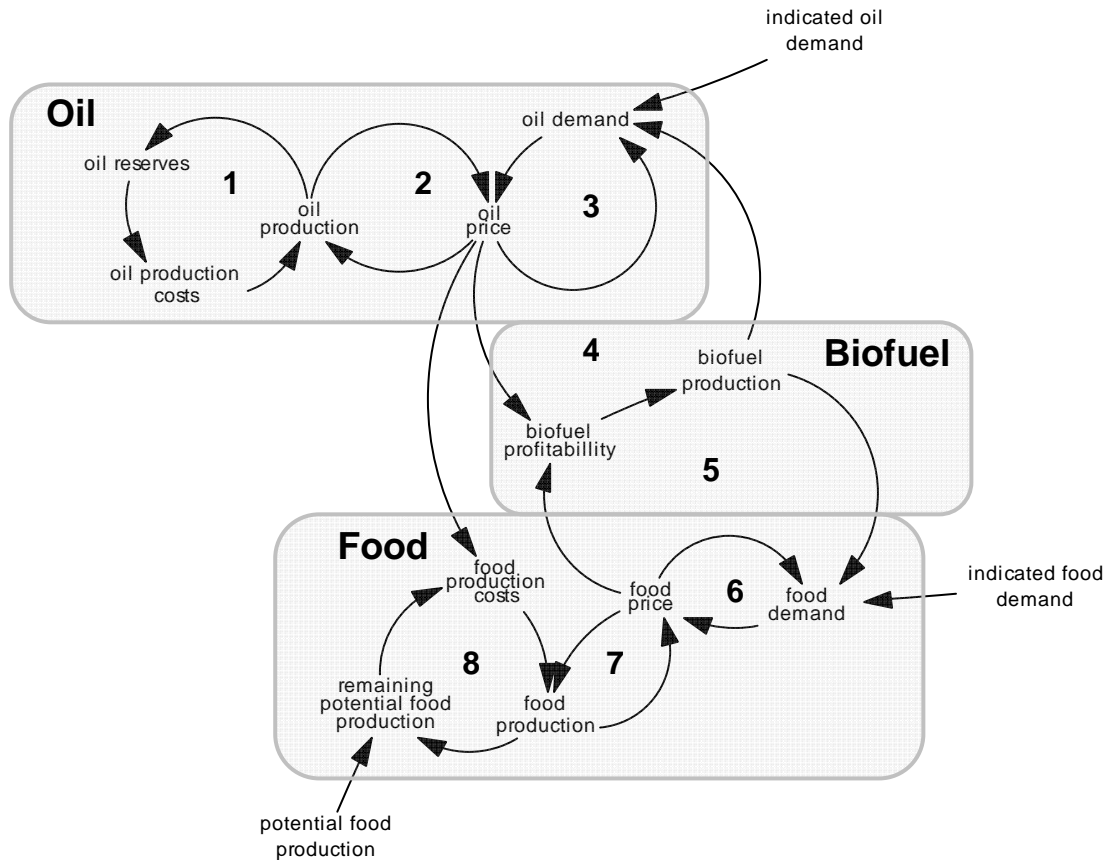 indicated oil
demand
Oil
oil demand
oil reserves
1
2
3
oil
production
oil
price
oil production
costs
4
biofuel
production
Biofuel
biofuel
profitabillity
5
Food
food
production
costs
food
price
6
food
demand
indicated food
demand
8
7
remaining
potential food
production
food
production
potential food
production